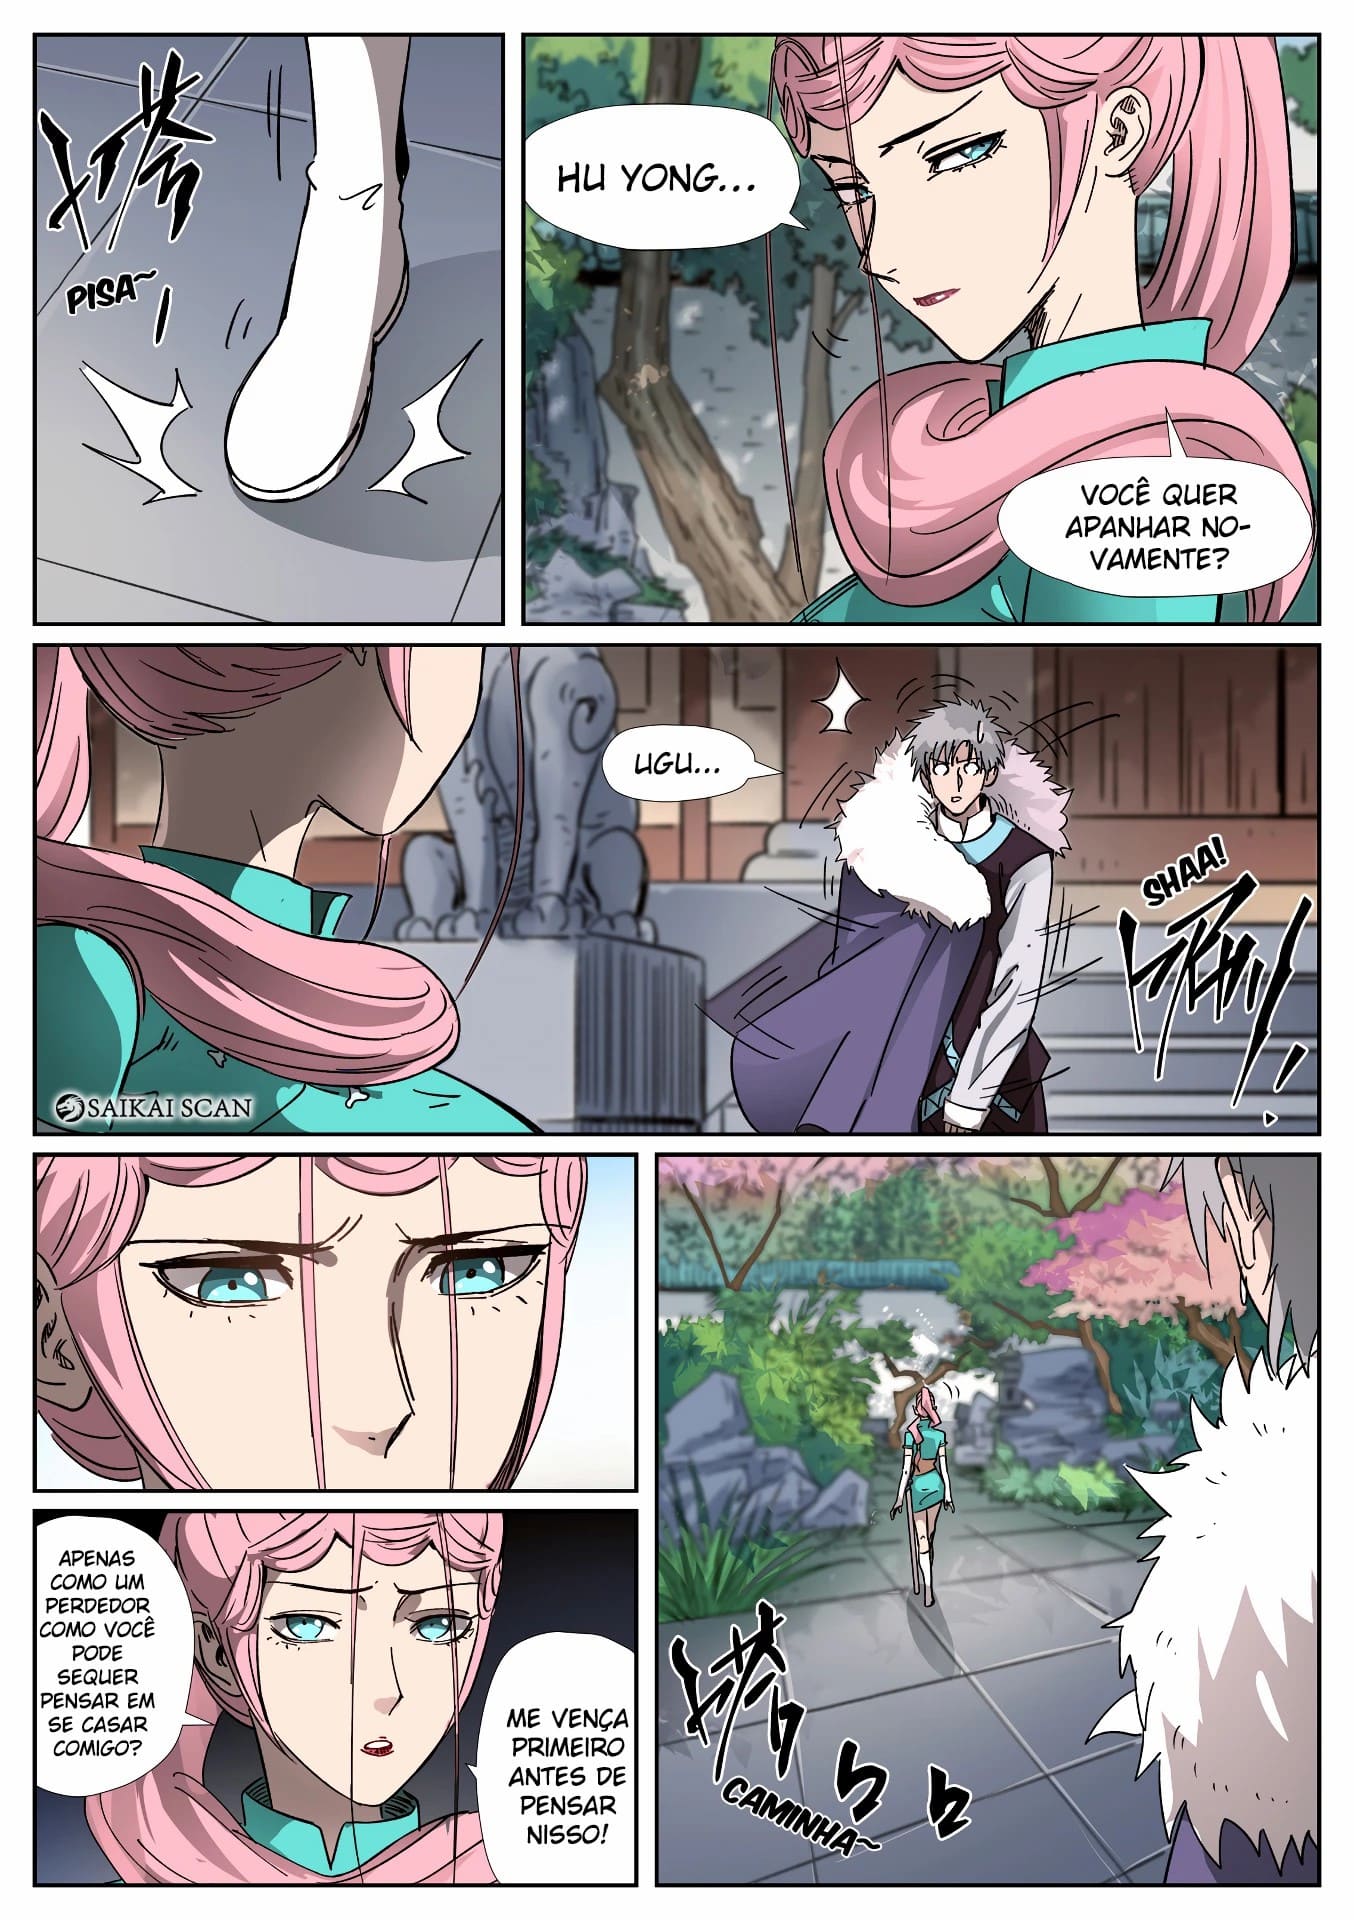 PISA~
HU YONG...
VOCÊ QUER
APANHAR NO-
VAMENTE?
UGU...
SHAA!
SAIKAI SCAN
APENAS
COMO UM
PERDEDOR
COMO VOCÊ
PODE
SEQUER
PENSAR EM
SE CASAR
COMIGO?
ME VENÇA
PRIMEIRO
ANTES DE
PENSAR
NISSO!
CAMINHA~